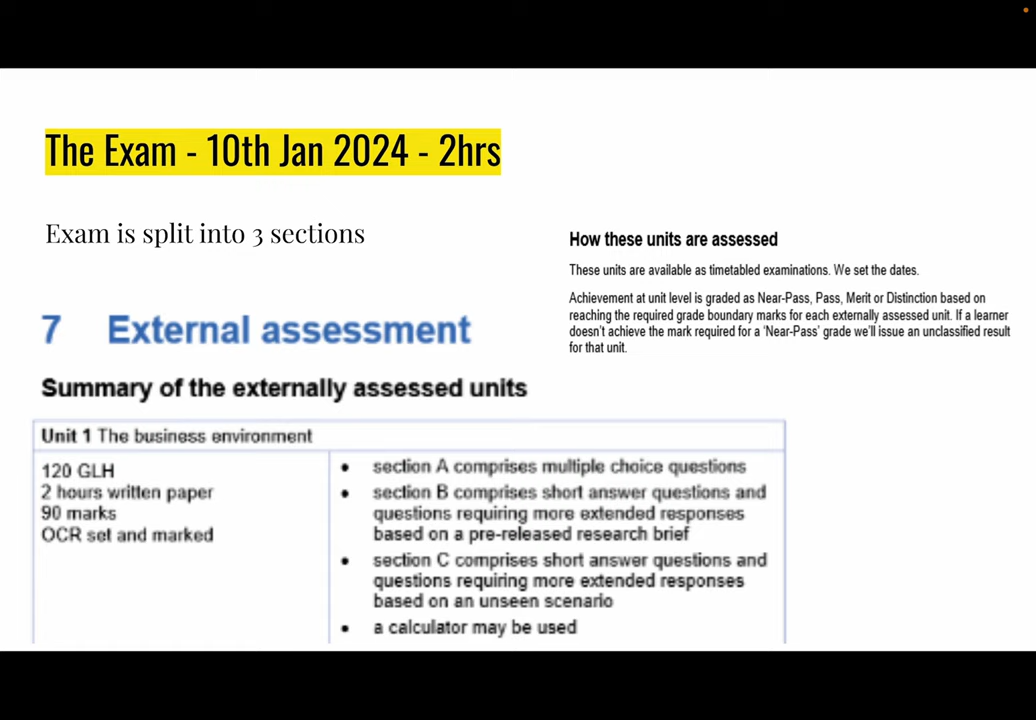 The Exam - 10th Jan 2024 - 2hrs
Exam is split into 3 sections
How these units are assessed
These units are available as timetabled examinations. We set the dates.
Achievement at unit level is graded as Near-Pass, Pass, Merit or Distinction based on
reaching the required grade boundary marks for each externally assessed unit. If a learner
doesn't achieve the mark required for a 'Near-Pass' grade we'll issue an unclassified result
for that unit.
7 External assessment
Summary of the externally assessed units
Unit 1 The business environment
120 GLH
2 hours written paper
90 marks
OCR set and marked
• section A comprises multiple choice questions
• section B comprises short answer questions and
questions requiring more extended responses
based on a pre-released research brief
• section C comprises short answer questions and
questions requiring more extended responses
based on an unseen scenario
• a calculator may be used